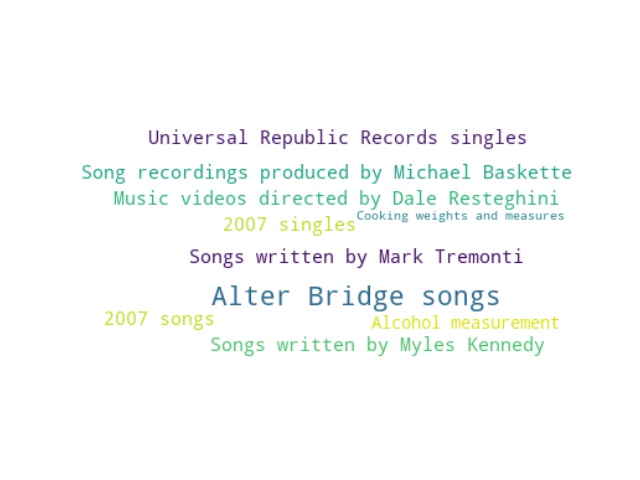 Universal Republic Records singles
Song recordings produced by Michael Baskette
Music videos directed by Dale Resteghini
Cooking weights and measures
2007 singles
Songs written by Mark Tremonti
Alter Bridge songs
2007 songs
Alcohol measurement
Songs written by Myles Kennedy